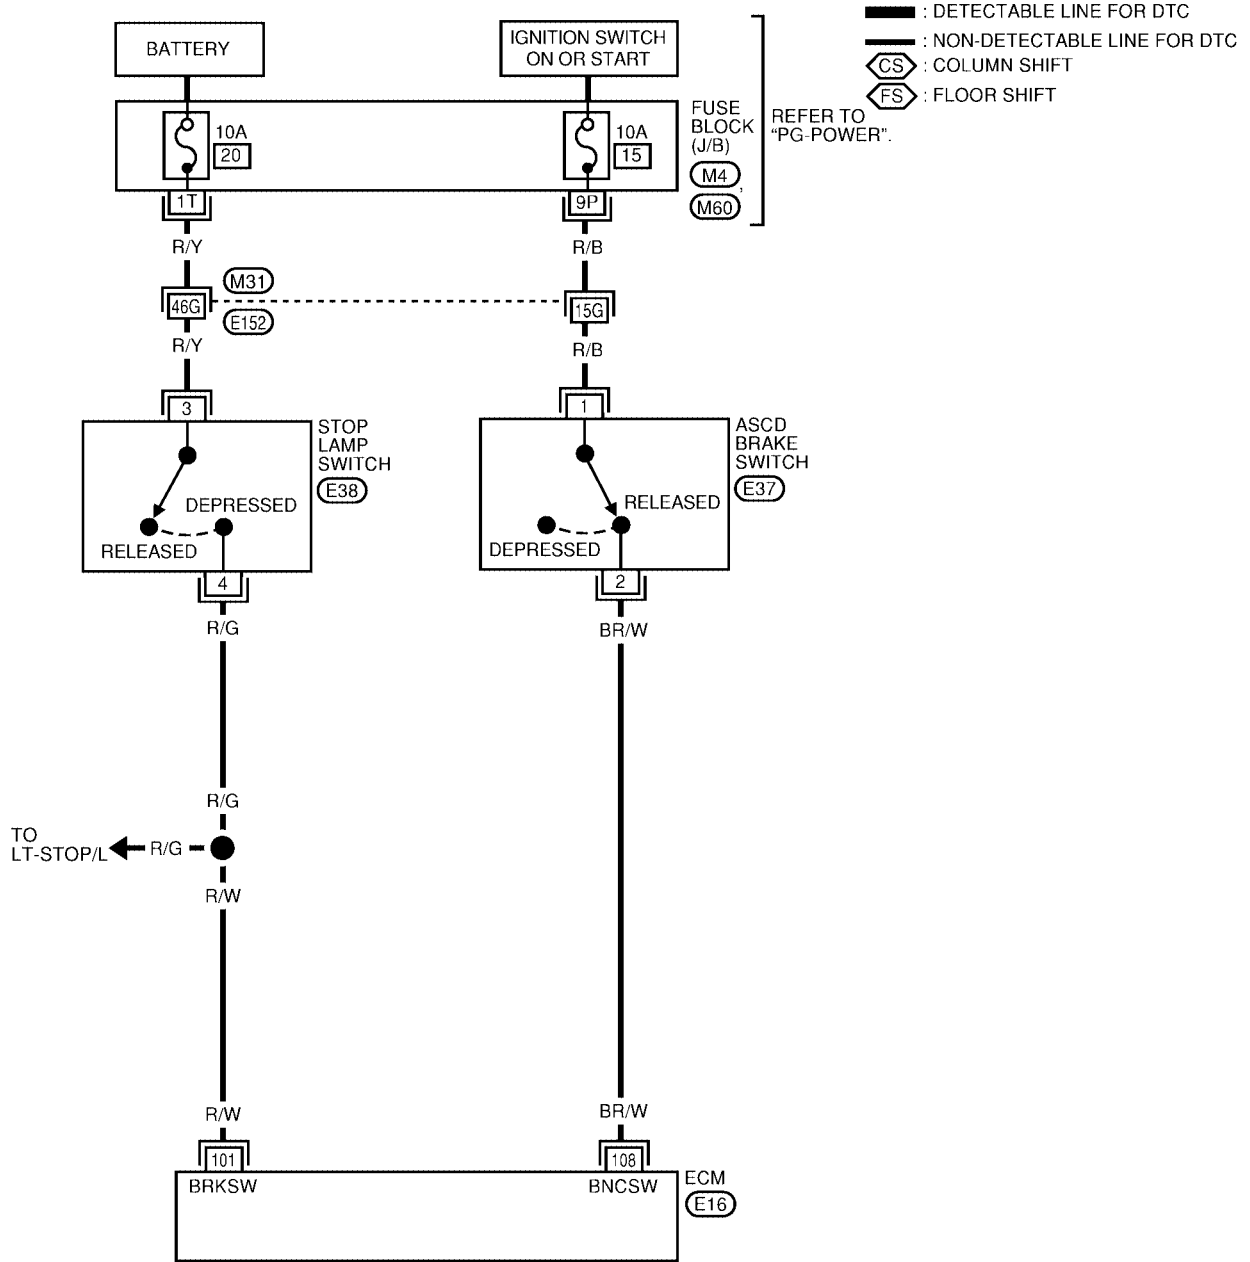 : DETECTABLE LINE FOR DTC
: NON-DETECTABLE LINE FOR DTC
CS : COLUMN SHIFT
FS : FLOOR SHIFT
BATTERY
IGNITION SWITCH
ON OR START
10A
20
10A
15
FUSE
BLOCK
(J/B)
M4 ,
M60
REFER TO
“PG-POWER”.
1T
9P
R/Y
R/B
M31
46G
15G
E152
R/Y
R/B
3
1
STOP
LAMP
SWITCH
E38
ASCD
BRAKE
SWITCH
E37
DEPRESSED
RELEASED
RELEASED
DEPRESSED
4
2
R/G
BR/W
R/G
TO
LT-STOP/L
R/G
R/W
R/W
BR/W
101
108
BRKSW
BNCSW
ECM
E16